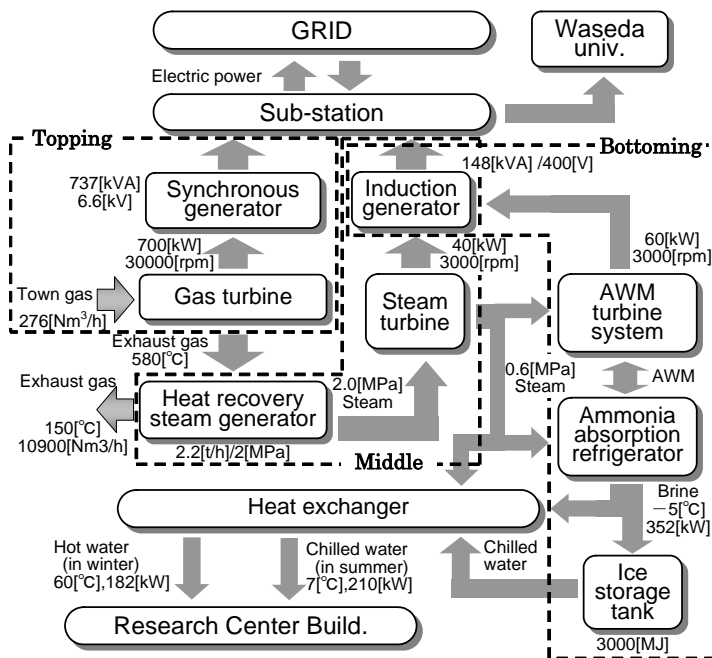 GRID
Waseda
univ.
Electric power
Sub-station
Topping
Bottoming
148[kVA] /400[V]
737[kVA]
6.6[kV]
Synchronous
generator
Induction
generator
700[kW]
30000[rpm]
40[kW]
3000[rpm]
60[kW]
3000[rpm]
Town gas
276[Nm³/h]
Gas turbine
Steam
turbine
AWM
turbine
system
Exhaust gas
580[℃]
Exhaust gas
150[℃]
10900[Nm3/h]
Heat recovery
steam generator
2.0[MPa]
Steam
0.6[MPa]
Steam
AWM
Ammonia
absorption
refrigerator
2.2[t/h]/2[MPa]
Middle
Heat exchanger
Brine
－5[℃]
352[kW]
Hot water
(in winter)
60[℃],182[kW]
Chilled water
(in summer)
7[℃],210[kW]
Chilled
water
Ice
storage
tank
Research Center Build.
3000[MJ]